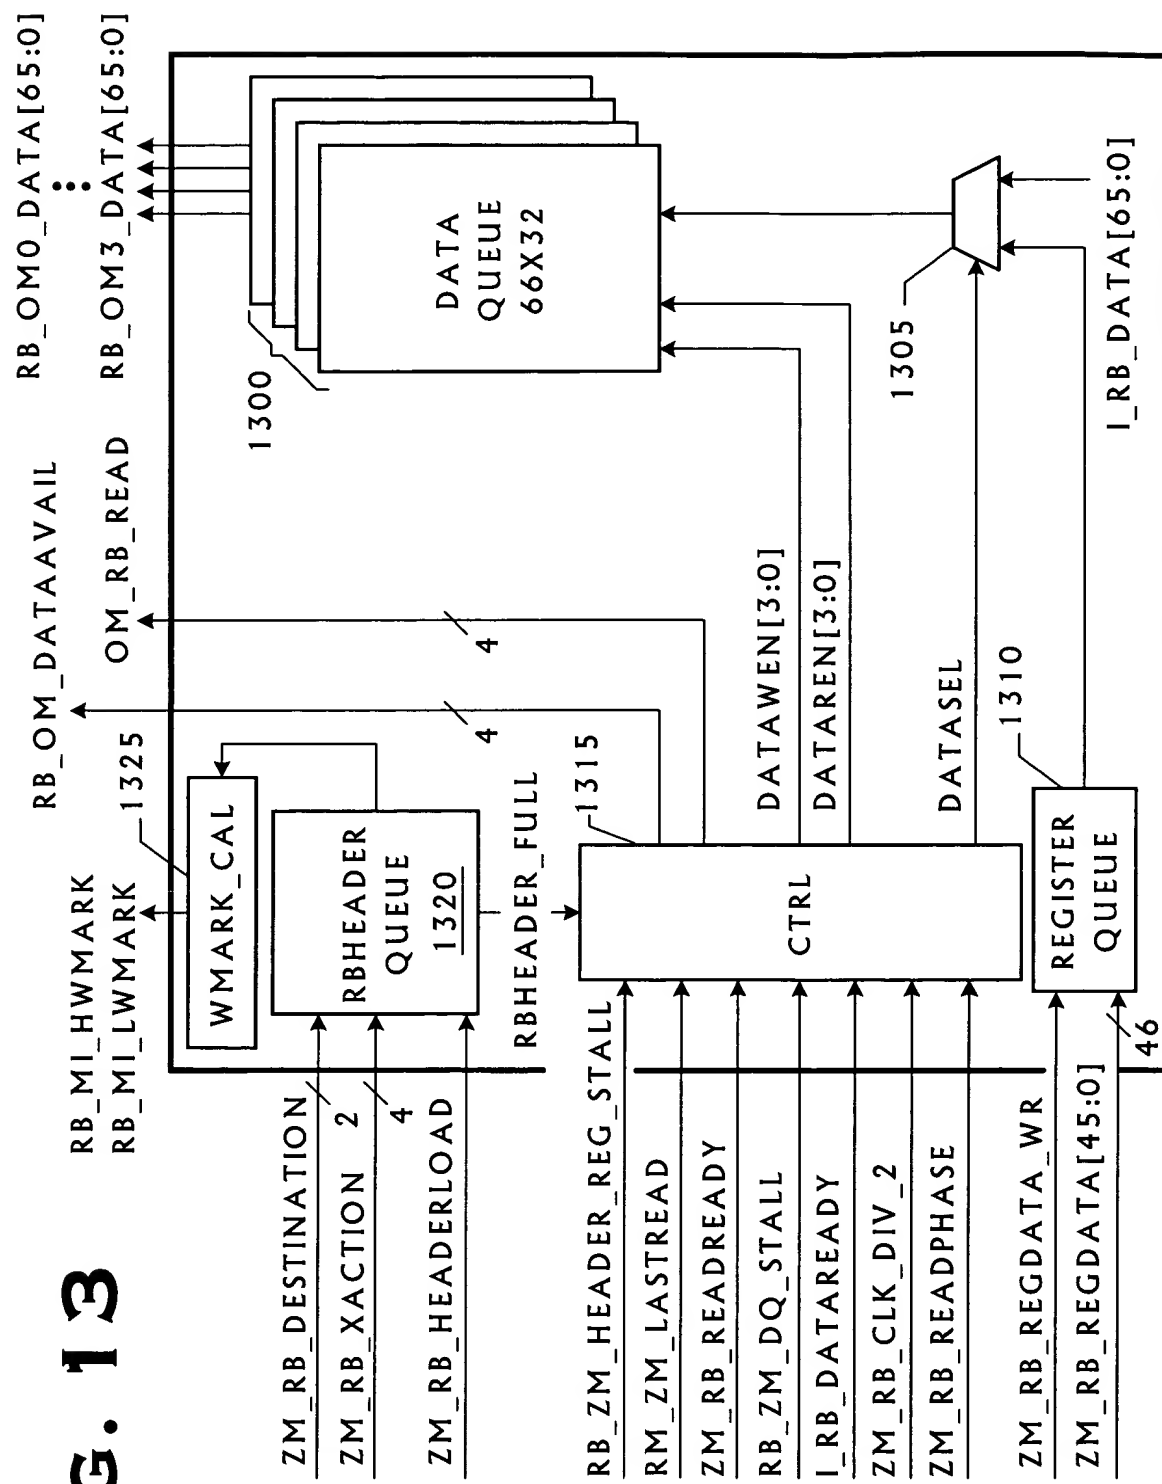 G. 13
RB_OM0_DATA[65:0]
RB_OM3_DATA[65:0]
RB_OM_DATAAVAIL
OM_RB_READ
RB_MI_HWMARK
RB_MI_LWMARK
1325
WMARK_CAL
RBHEADER
QUEUE
1320
RBHEADER_FULL
ZM_RB_DESTINATION
2
ZM_RB_XACTION
4
ZM_RB_HEADERLOAD
4
4
1300
DATA
QUEUE
66X32
1315
CTRL
RB_ZM_HEADER_REG_STALL
RM_ZM_LASTREAD
ZM_RB_READREADY
RB_ZM_DQ_STALL
I_RB_DATAREADY
ZM_RB_CLK_DIV_2
ZM_RB_READPHASE
DATAWEN[3:0]
DATAREN[3:0]
DATASEL
1305
1310
REGISTER
QUEUE
ZM_RB_REGDATA_WR
ZM_RB_REGDATA[45:0]
46
I_RB_DATA[65:0]